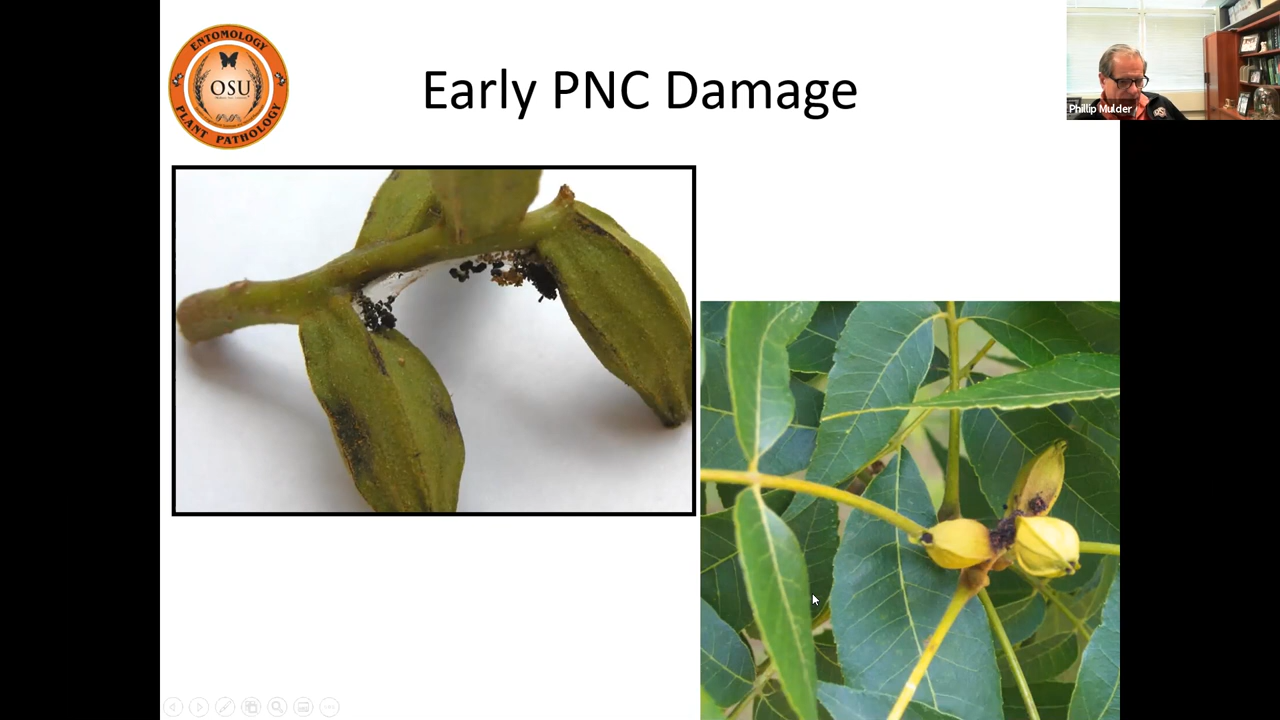 ENTOMOLOGY
OSU
PLANT PATHOLOGY
Early PNC Damage
Phillip Mulder